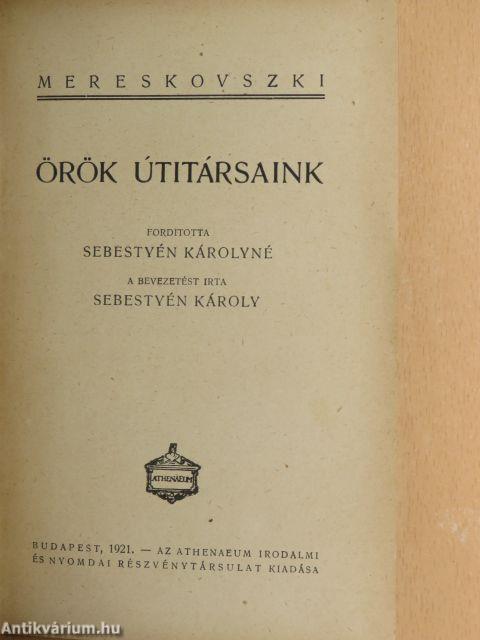 MERESKOVSZKI
ÖRÖK ÚTITÁRSAINK
FORDITOTTA
SEBESTYÉN KÁROLYNÉ
A BEVEZETÉST IRTA
SEBESTYÉN KÁROLY
ATHENAEUM
BUDAPEST, 1921. — AZ ATHENAEUM IRODALMI
ÉS NYOMDAI RÉSZVÉNYTÁRSULAT KIADÁSA
Antikvárium.hu